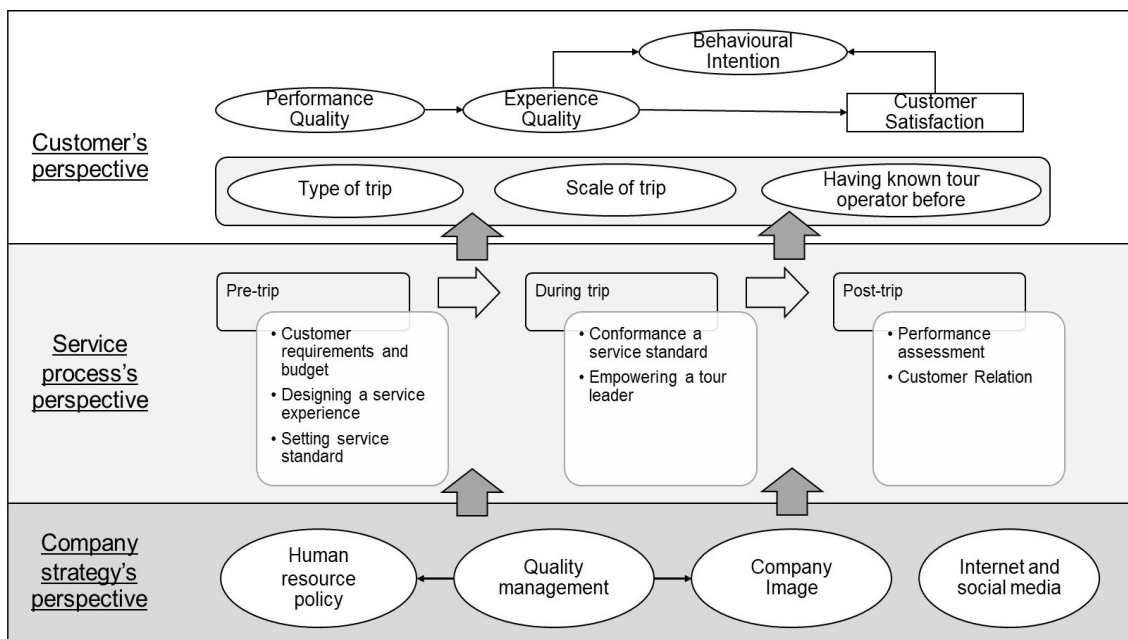 Customer's
perspective
Behavioural
Intention
Performance
Quality
Experience
Quality
Customer
Satisfaction
Type of trip
Scale of trip
Having known tour
operator before
Service
process's
perspective
Pre-trip
• Customer
requirements and
budget
• Designing a service
experience
• Setting service
standard
During trip
• Conformance a
service standard
• Empowering a tour
leader
Post-trip
• Performance
assessment
• Customer Relation
Company
strategy's
perspective
Human
resource
policy
Quality
management
Company
Image
Internet and
social media